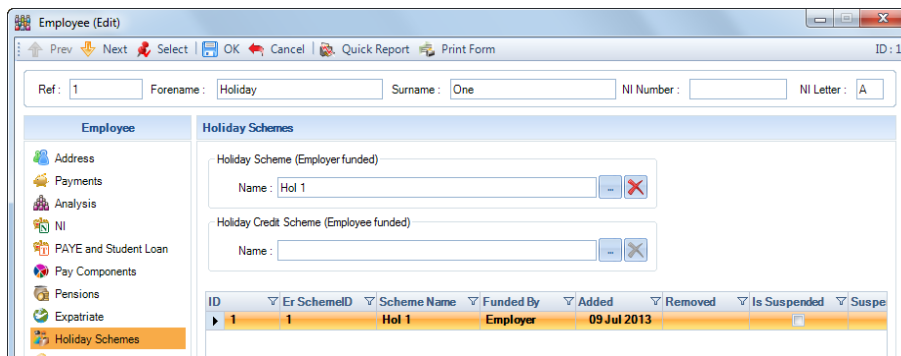 Employee (Edit)
Prev Next Select OK Cancel Quick Report Print Form ID : 1
Ref : 1 Forename : Holiday Surname : One NI Number : NI Letter : A
Employee
Address
Payments
Analysis
NI
PAYE and Student Loan
Pay Components
Pensions
Expatriate
Holiday Schemes
Holiday Schemes
Holiday Scheme (Employer funded)
Name : Hol 1 ...
Holiday Credit Scheme (Employee funded)
Name : ...
ID Er SchemeID Scheme Name Funded By Added Removed Is Suspended Suspe
1 1 Hol 1 Employer 09 Jul 2013